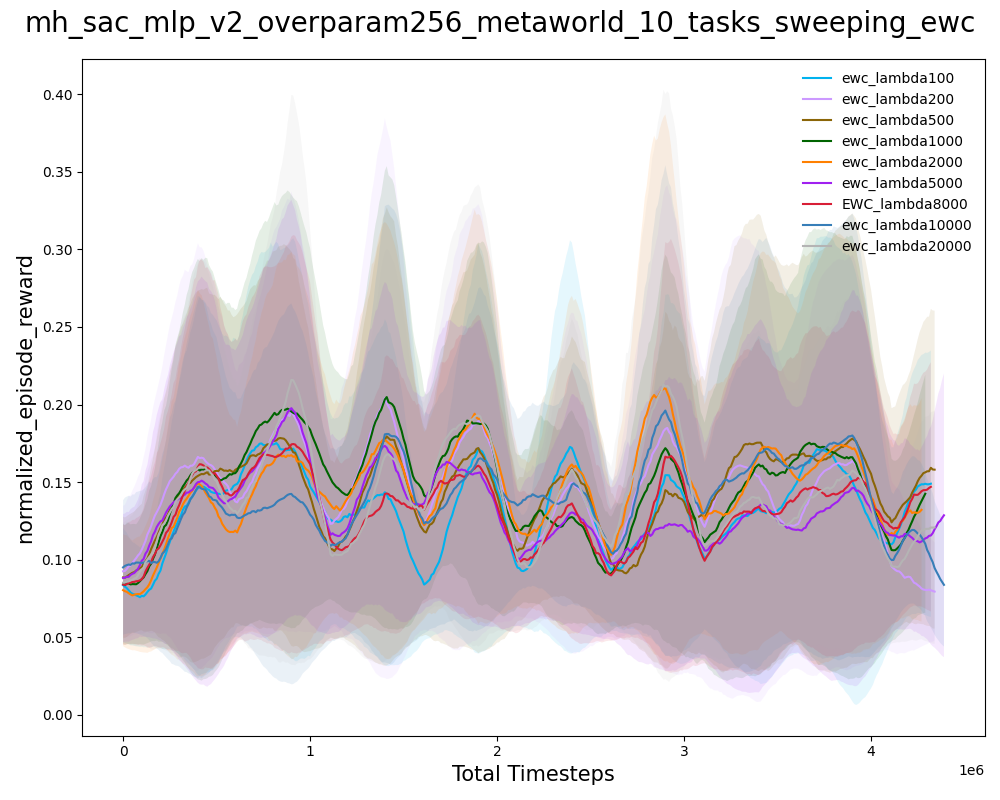 mh_sac_mlp_v2_overparam256_metaworld_10_tasks_sweeping_ewc
ewc_lambda100
ewc_lambda200
ewc_lambda500
ewc_lambda1000
ewc_lambda2000
ewc_lambda5000
EWC_lambda8000
ewc_lambda10000
ewc_lambda20000
normalized_episode_reward
0.40
0.35
0.30
0.25
0.20
0.15
0.10
0.05
0.00
0 1 2 3 4
1e6
Total Timesteps